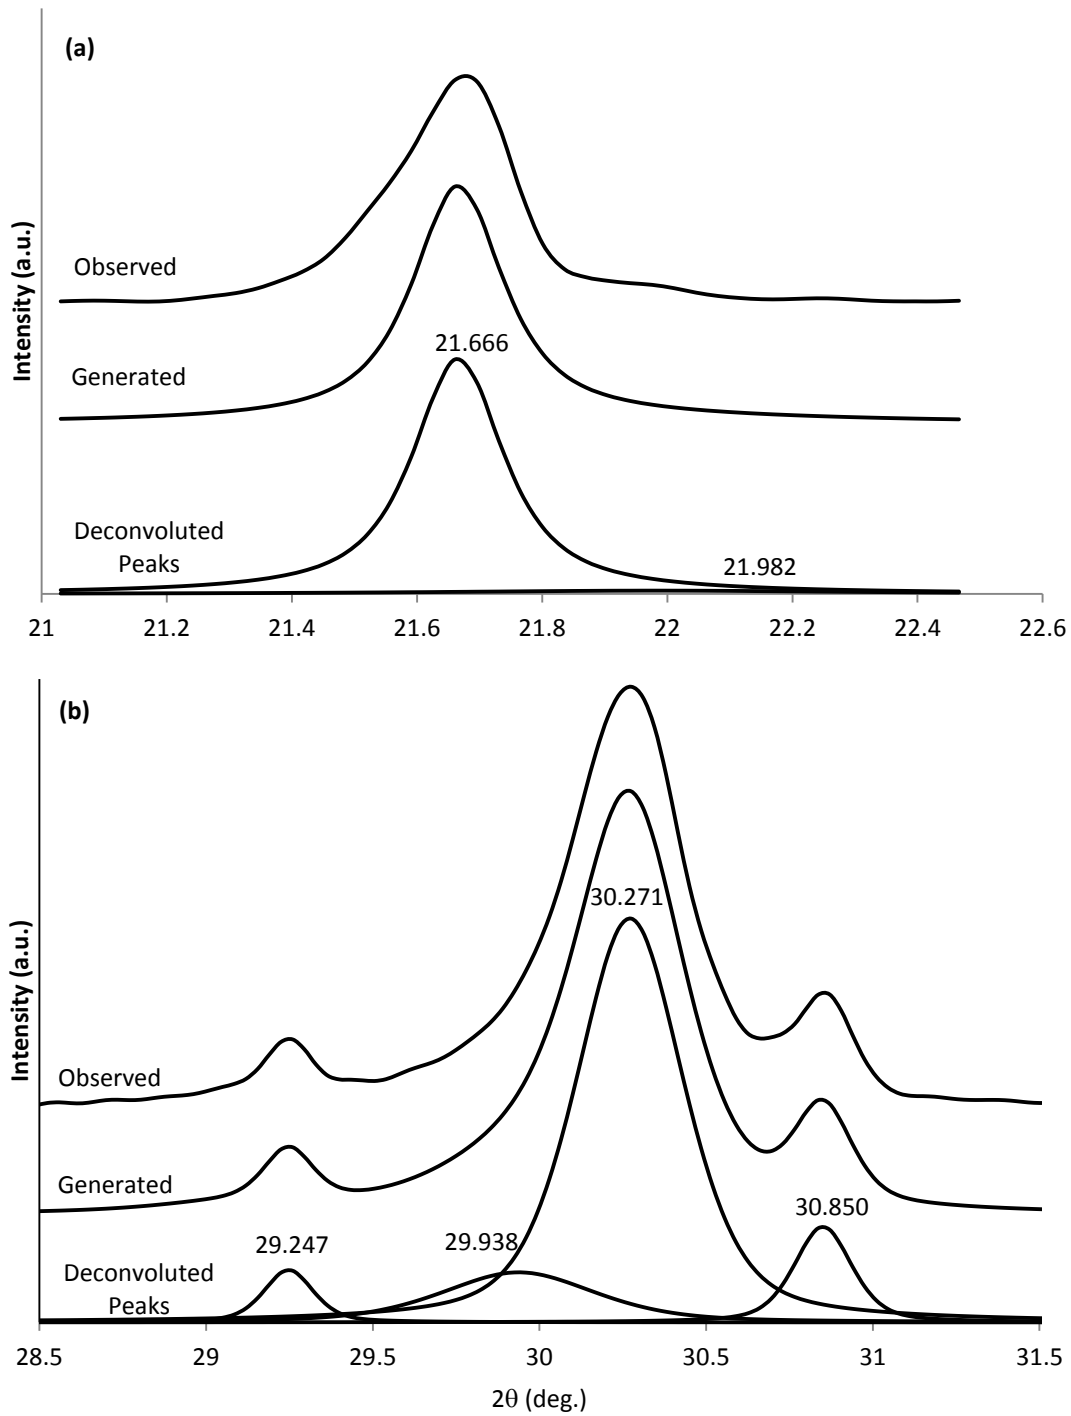 (a)
Intensity (a.u.)
Observed
Generated
21.666
Deconvoluted
Peaks
21.982
21 21.2 21.4 21.6 21.8 22 22.2 22.4 22.6
(b)
Intensity (a.u.)
30.271
Observed
Generated
30.850
29.247
29.938
Deconvoluted
Peaks
28.5 29 29.5 30 30.5 31 31.5
2θ (deg.)